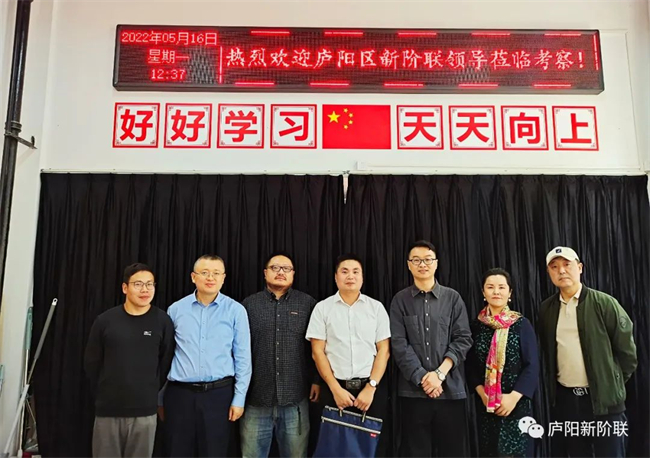 2022年05月16日
星期一
12:37
热烈欢迎庐阳区新阶联领导莅临考察!
好好学习天天向上
庐阳新阶联